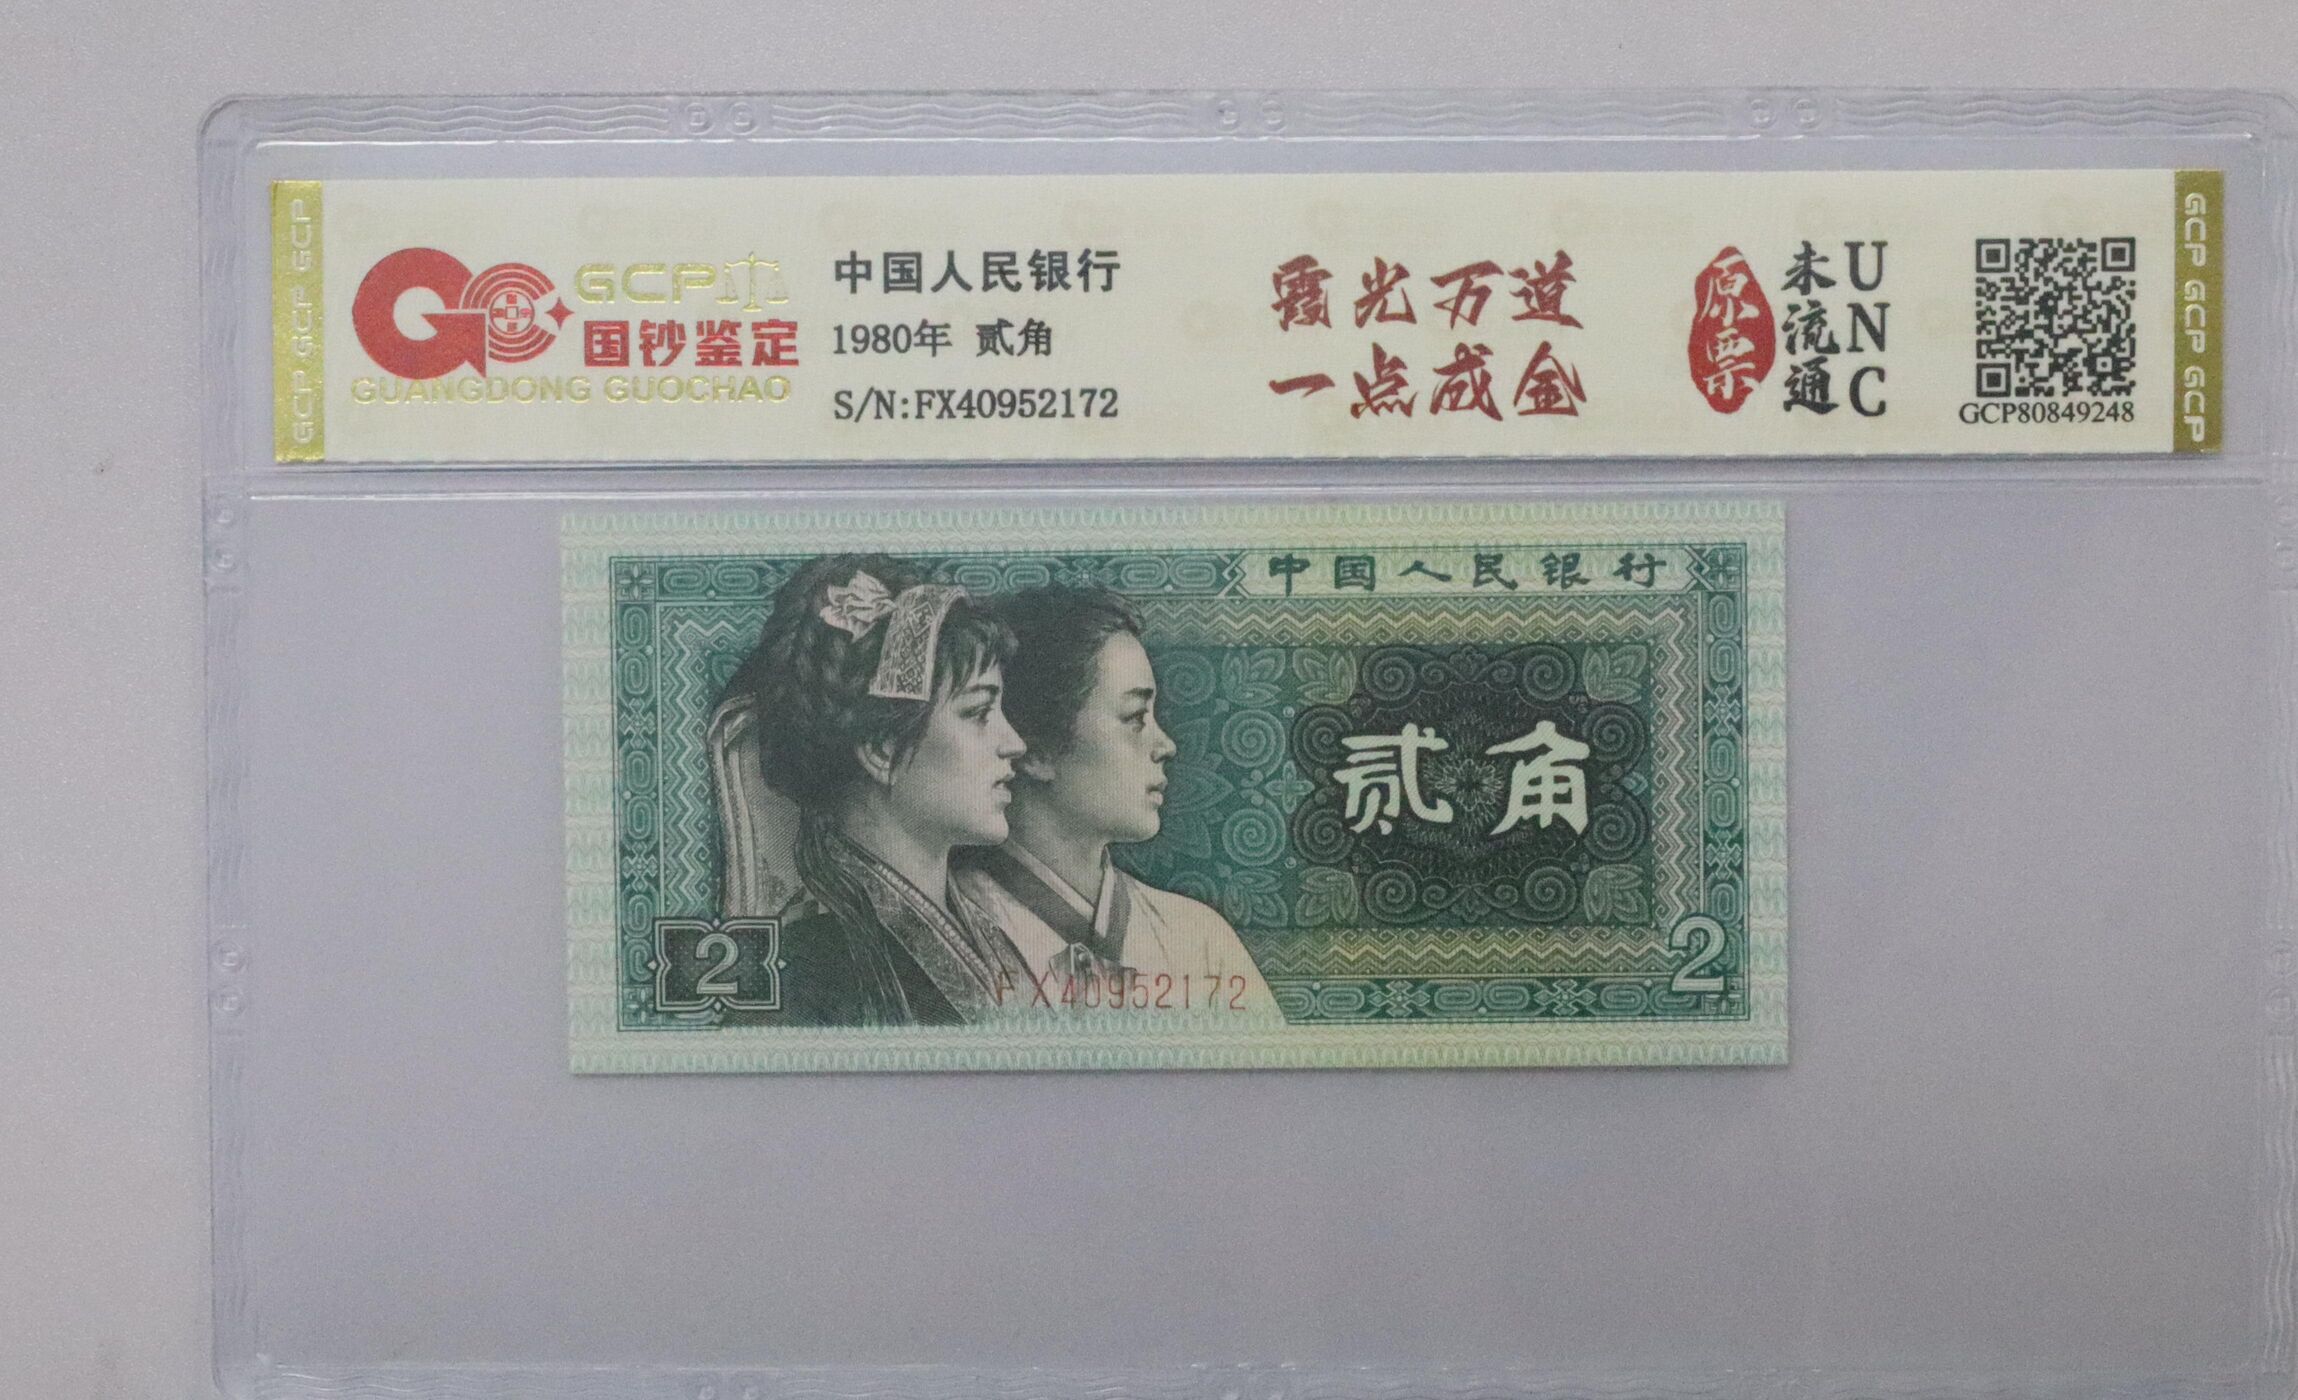 GCP GCP GCP
GCP
国钞鉴定
GUANGDONG GUOCHAO
中国人民银行
1980年 贰角
S/N:FX40952172
霞光万道
一点成金
原票
未流通
UNC
GCP80849248
GCP GCP GCP
中国人民银行
贰角
2
FX40952172
2